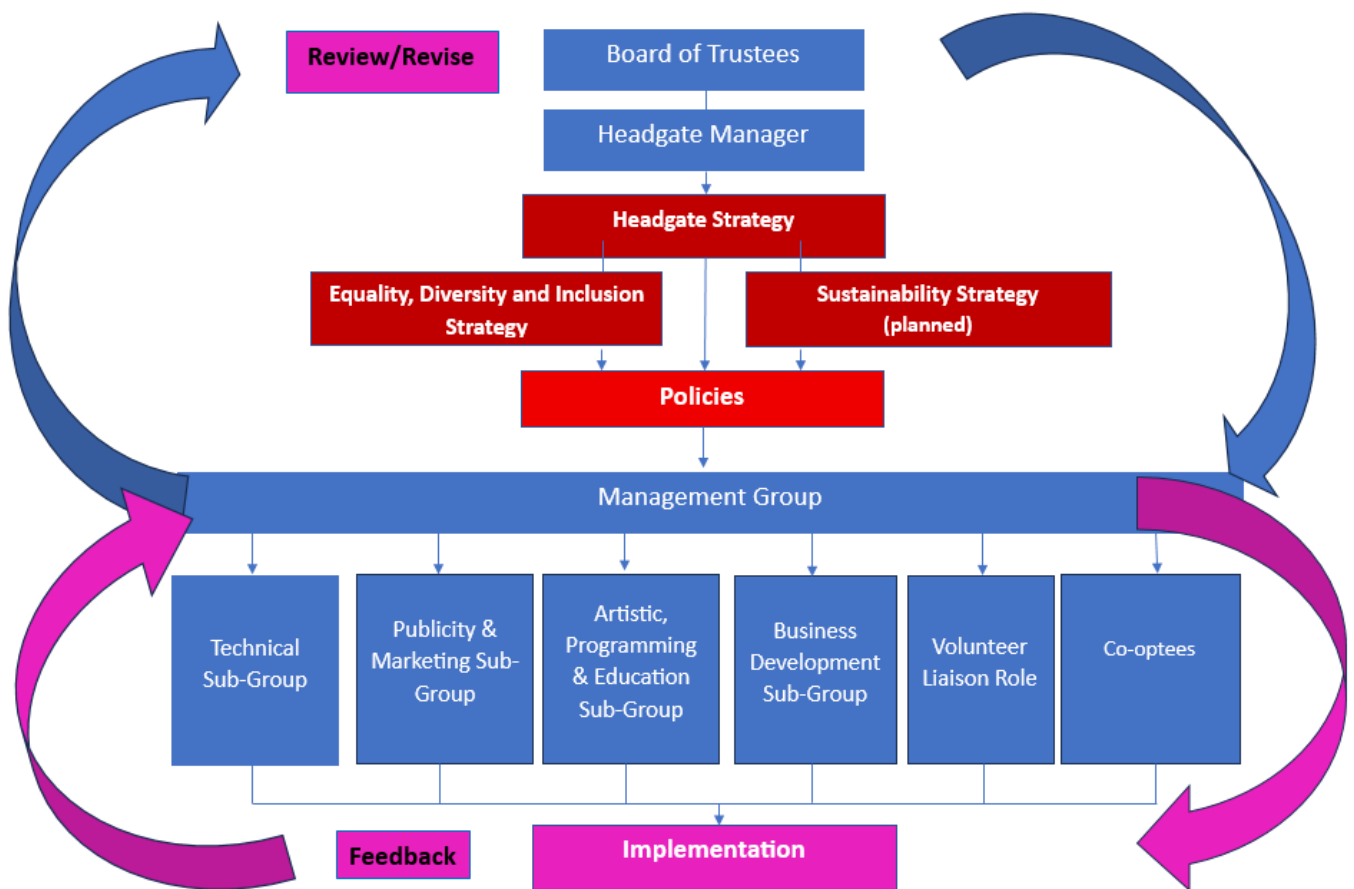 Review/Revise
Board of Trustees
Headgate Manager
Headgate Strategy
Equality, Diversity and Inclusion
Strategy
Sustainability Strategy
(planned)
Policies
Management Group
Technical
Sub-Group
Publicity &
Marketing Sub-
Group
Artistic,
Programming
& Education
Sub-Group
Business
Development
Sub-Group
Volunteer
Liaison Role
Co-optees
Feedback
Implementation